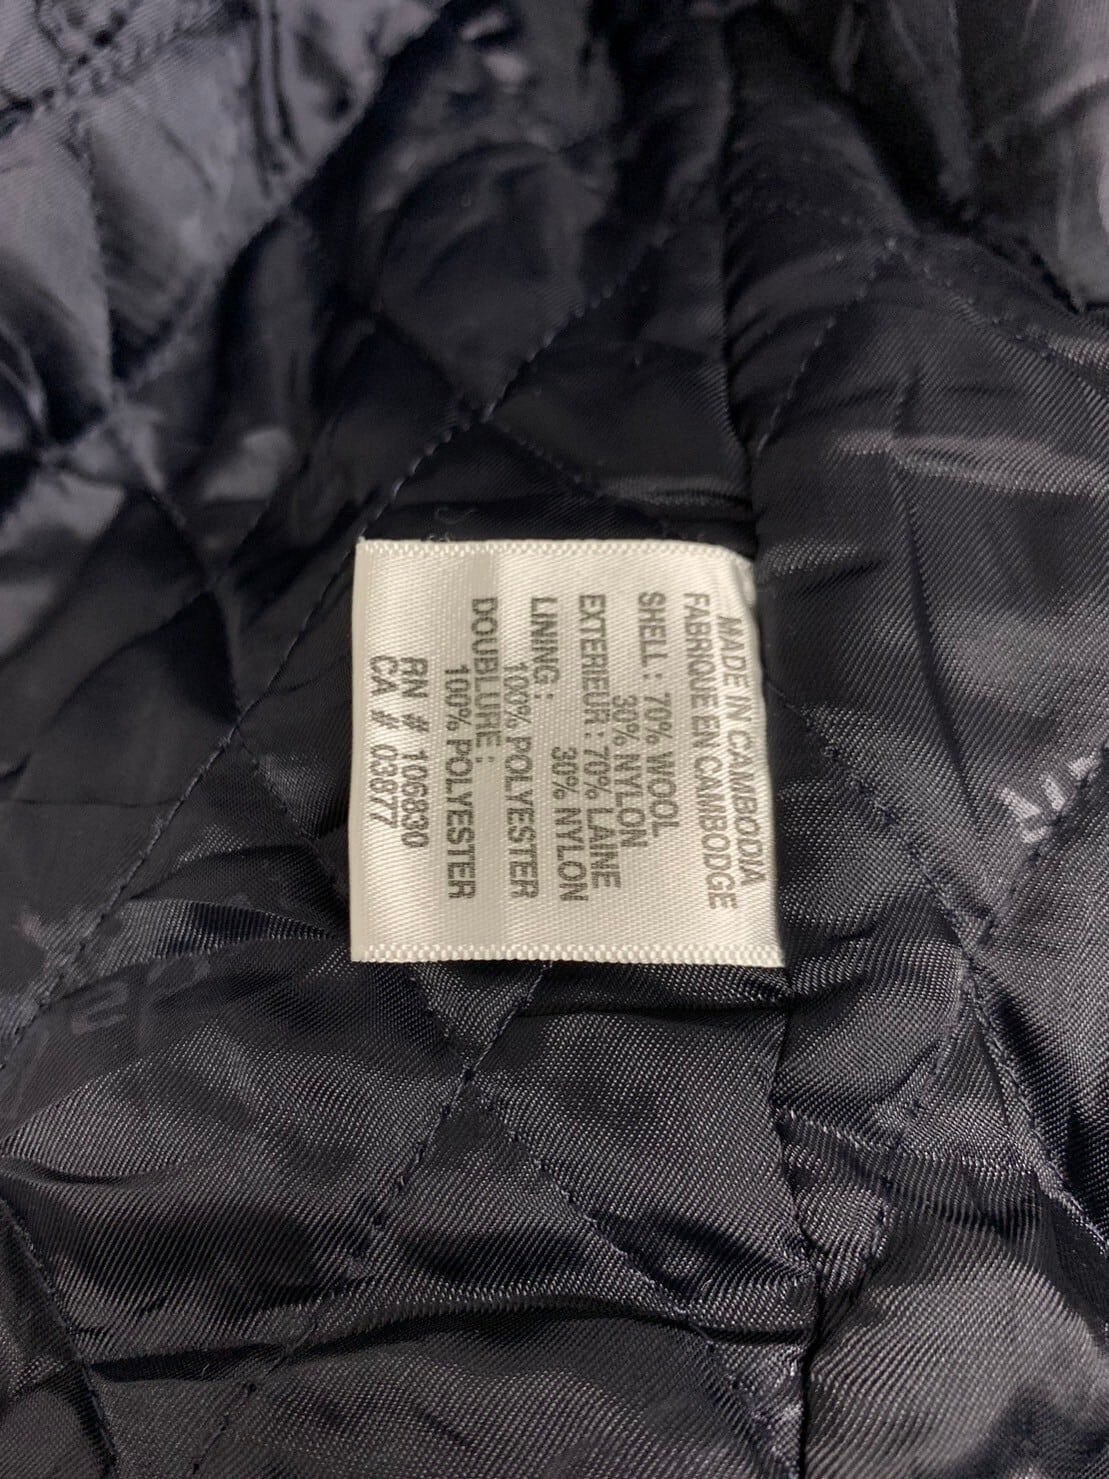 MADE IN CAMBODIA
FABRIQUE EN CAMBODGE
SHELL : 70% WOOL
30% NYLON
EXTERIEUR : 70% LAINE
30% NYLON
LINING :
100% POLYESTER
DOUBLURE :
100% POLYESTER
RN # 106830
CA # 03877